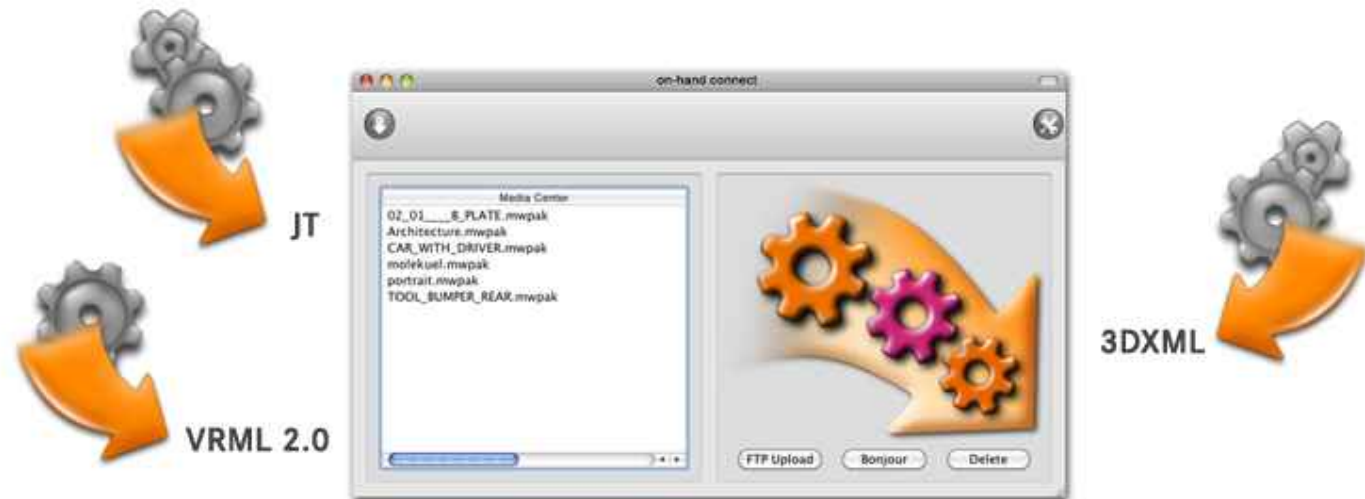 on-hand connect
JT
VRML 2.0
Media Center
02_01____8_PLATE.mwpak
Architecture.mwpak
CAR_WITH_DRIVER.mwpak
molekuel.mwpak
portrait.mwpak
TOOL_BUMPER_REAR.mwpak
FTP Upload
Bonjour
Delete
3DXML